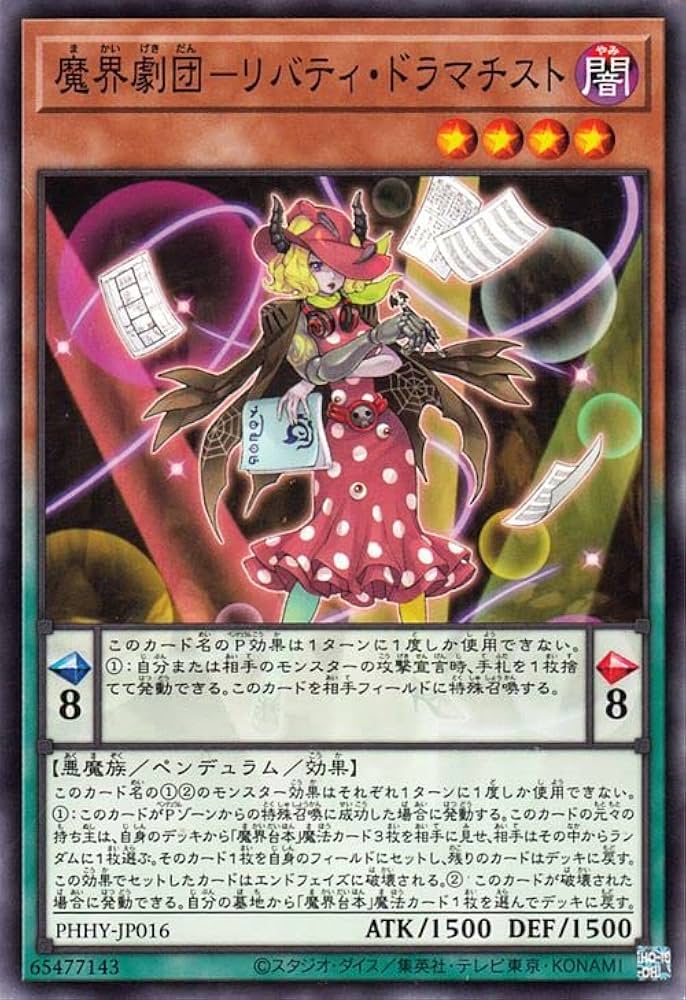 魔界劇団-リバティ・ドラマチスト
闇
このカード名のP効果は1ターンに1度しか使用できない。
①:自分または相手のモンスターの攻撃宣言時、手札を1枚捨
てて発動できる。このカードを相手フィールドに特殊召喚する。
8
8
【悪魔族/ペンデュラム/効果】
このカード名の①②のモンスター効果はそれぞれ1ターンに1度しか使用できない。
①:このカードがPゾーンからの特殊召喚に成功した場合に発動する。このカードの元々の
持ち主は、自身のデッキから「魔界台本」魔法カード3枚を相手に見せ、相手はその中からラン
ダムに1枚選ぶ。そのカード1枚を自身のフィールドにセットし、残りのカードはデッキに戻す。
この効果でセットしたカードはエンドフェイズに破壊される。② このカードが破壊された
場合に発動できる。自分の墓地から「魔界台本」魔法カード1枚を選んでデッキに戻す。
ATK/1500 DEF/1500
PHHY-JP016
65477143
©スタジオ・ダイス/集英社・テレビ東京・KONAMI